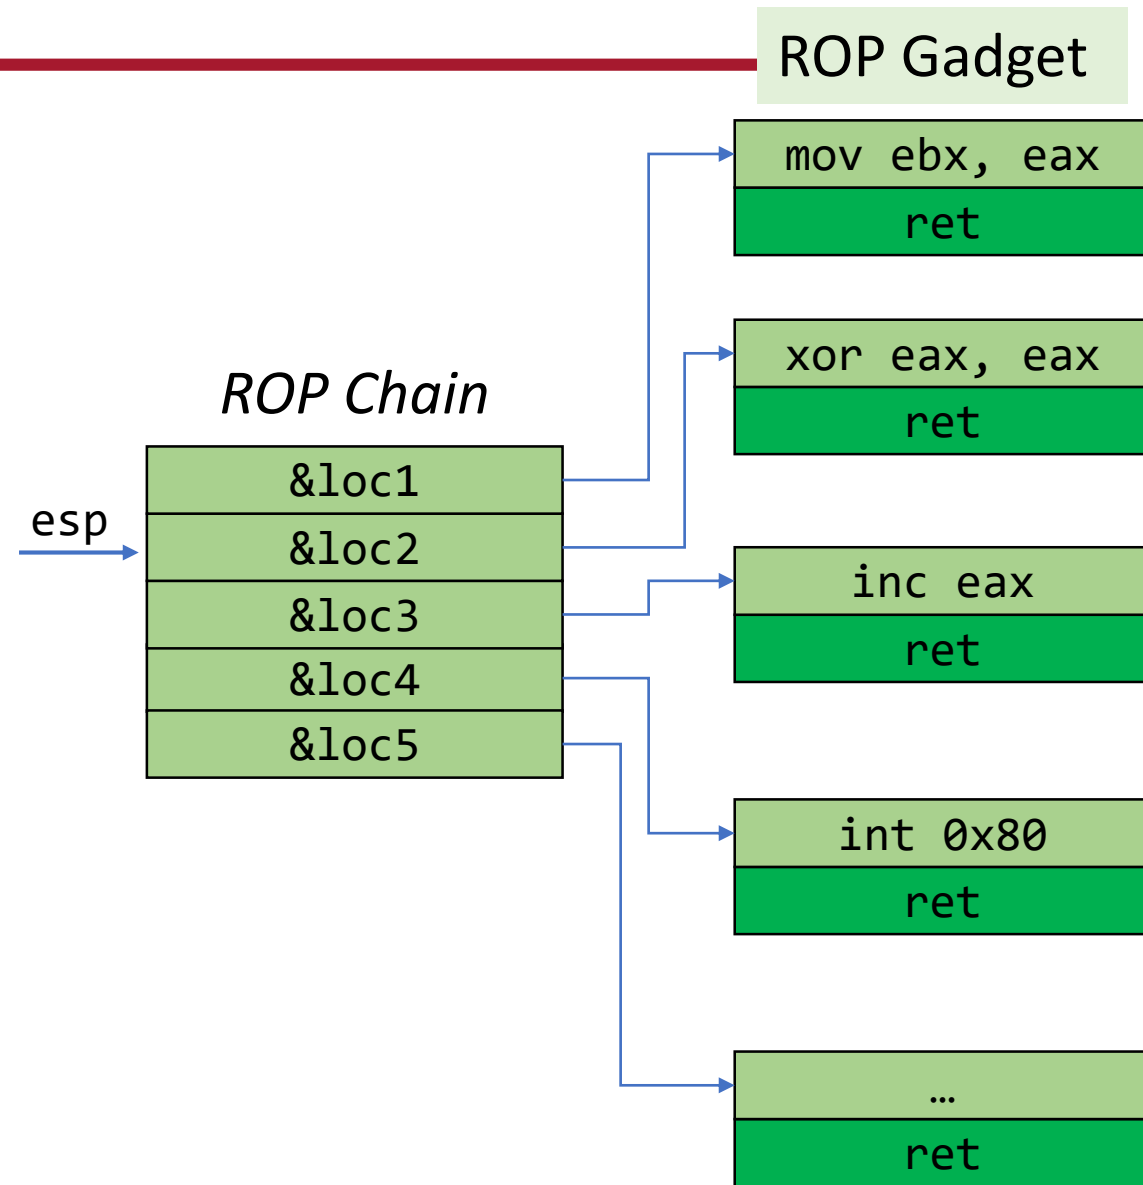 ROP Gadget
mov ebx, eax
ret
xor eax, eax
ret
ROP Chain
esp
&loc1
&loc2
&loc3
&loc4
&loc5
inc eax
ret
int 0x80
ret
…
ret